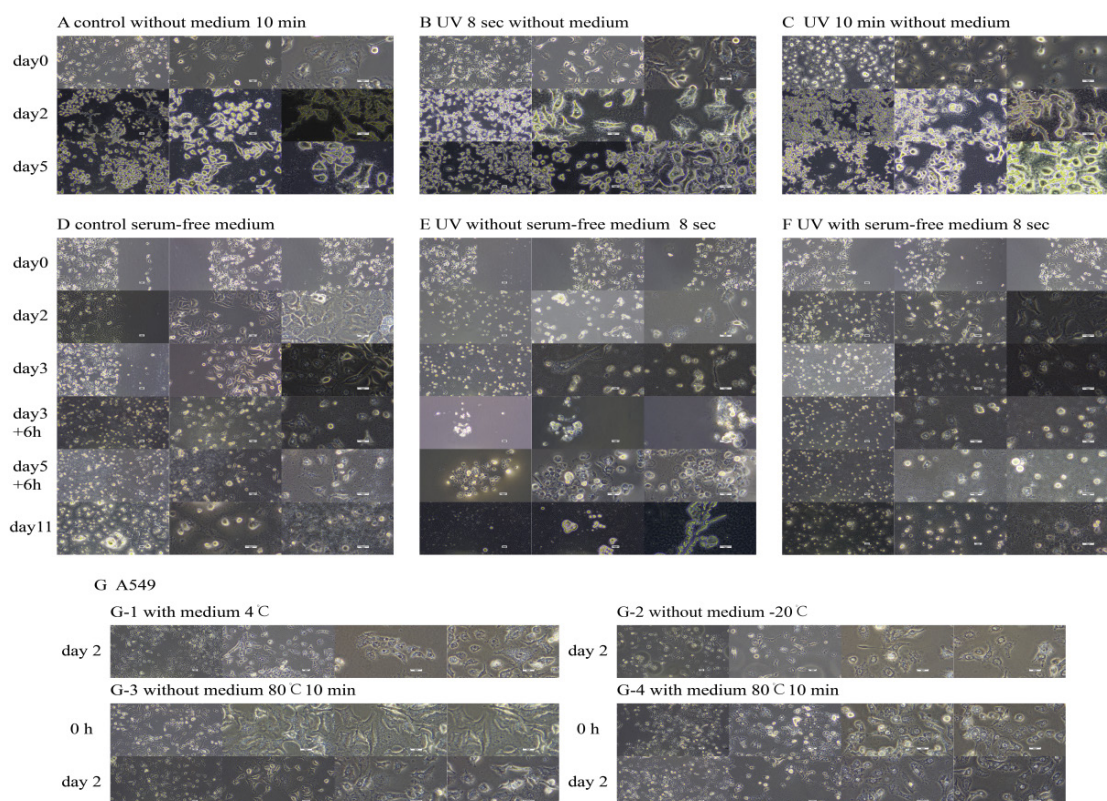 A control without medium 10 min
B UV 8 sec without medium
C UV 10 min without medium
day0
day2
day5
D control serum-free medium
E UV without serum-free medium 8 sec
F UV with serum-free medium 8 sec
day0
day2
day3
day3
+6h
day5
+6h
day11
G A549
G-1 with medium 4℃
G-2 without medium -20℃
day 2
day 2
G-3 without medium 80℃ 10 min
G-4 with medium 80℃ 10 min
0 h
0 h
day 2
day 2